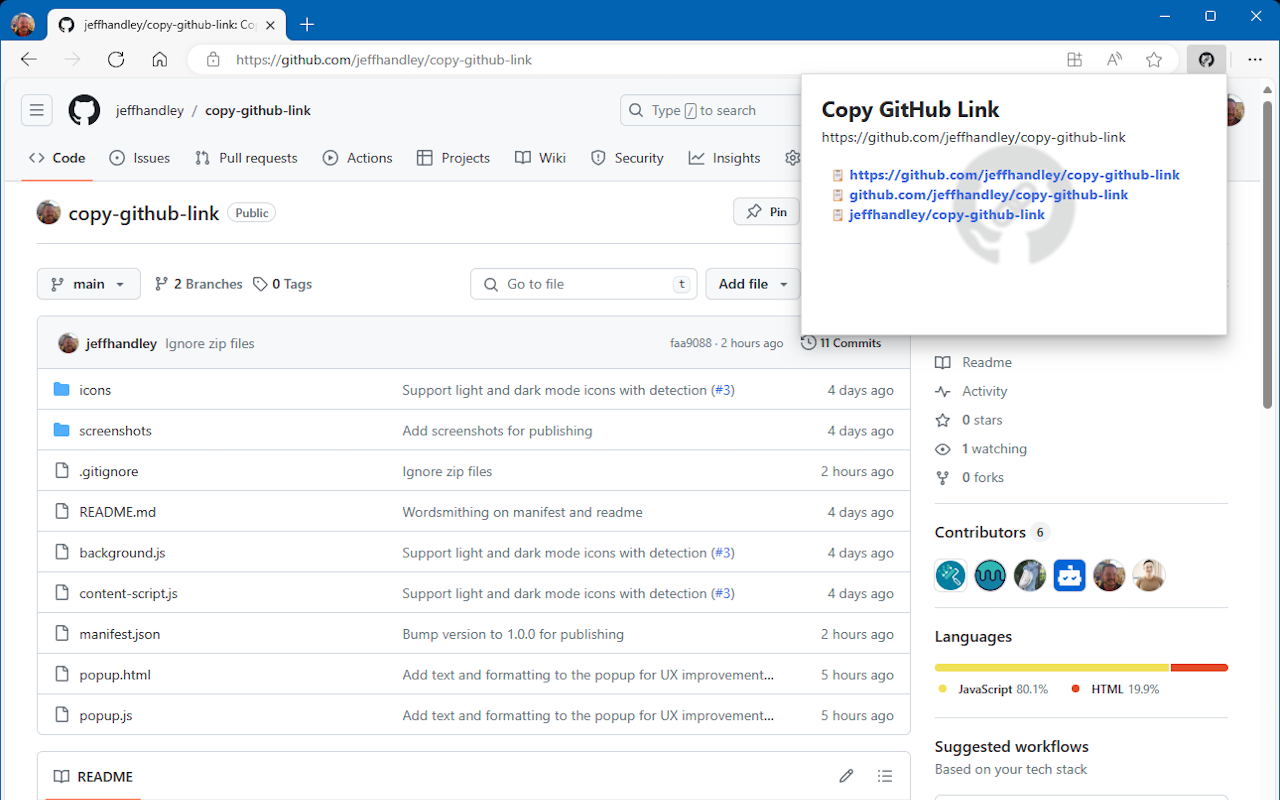 jeffhandley/copy-github-link: Co
https://github.com/jeffhandley/copy-github-link
jeffhandley / copy-github-link
Type / to search
Code Issues Pull requests Actions Projects Wiki Security Insights
Copy GitHub Link
https://github.com/jeffhandley/copy-github-link
https://github.com/jeffhandley/copy-github-link
github.com/jeffhandley/copy-github-link
jeffhandley/copy-github-link
copy-github-link Public
Pin
main 2 Branches 0 Tags
Go to file t
Add file
jeffhandley Ignore zip files faa9088 · 2 hours ago 11 Commits
icons Support light and dark mode icons with detection (#3) 4 days ago
screenshots Add screenshots for publishing 4 days ago
.gitignore Ignore zip files 2 hours ago
README.md Wordsmithing on manifest and readme 4 days ago
background.js Support light and dark mode icons with detection (#3) 4 days ago
content-script.js Support light and dark mode icons with detection (#3) 4 days ago
manifest.json Bump version to 1.0.0 for publishing 2 hours ago
popup.html Add text and formatting to the popup for UX improvement... 5 hours ago
popup.js Add text and formatting to the popup for UX improvement... 5 hours ago
README
Readme
Activity
0 stars
1 watching
0 forks
Contributors 6
Languages
JavaScript 80.1% HTML 19.9%
Suggested workflows
Based on your tech stack